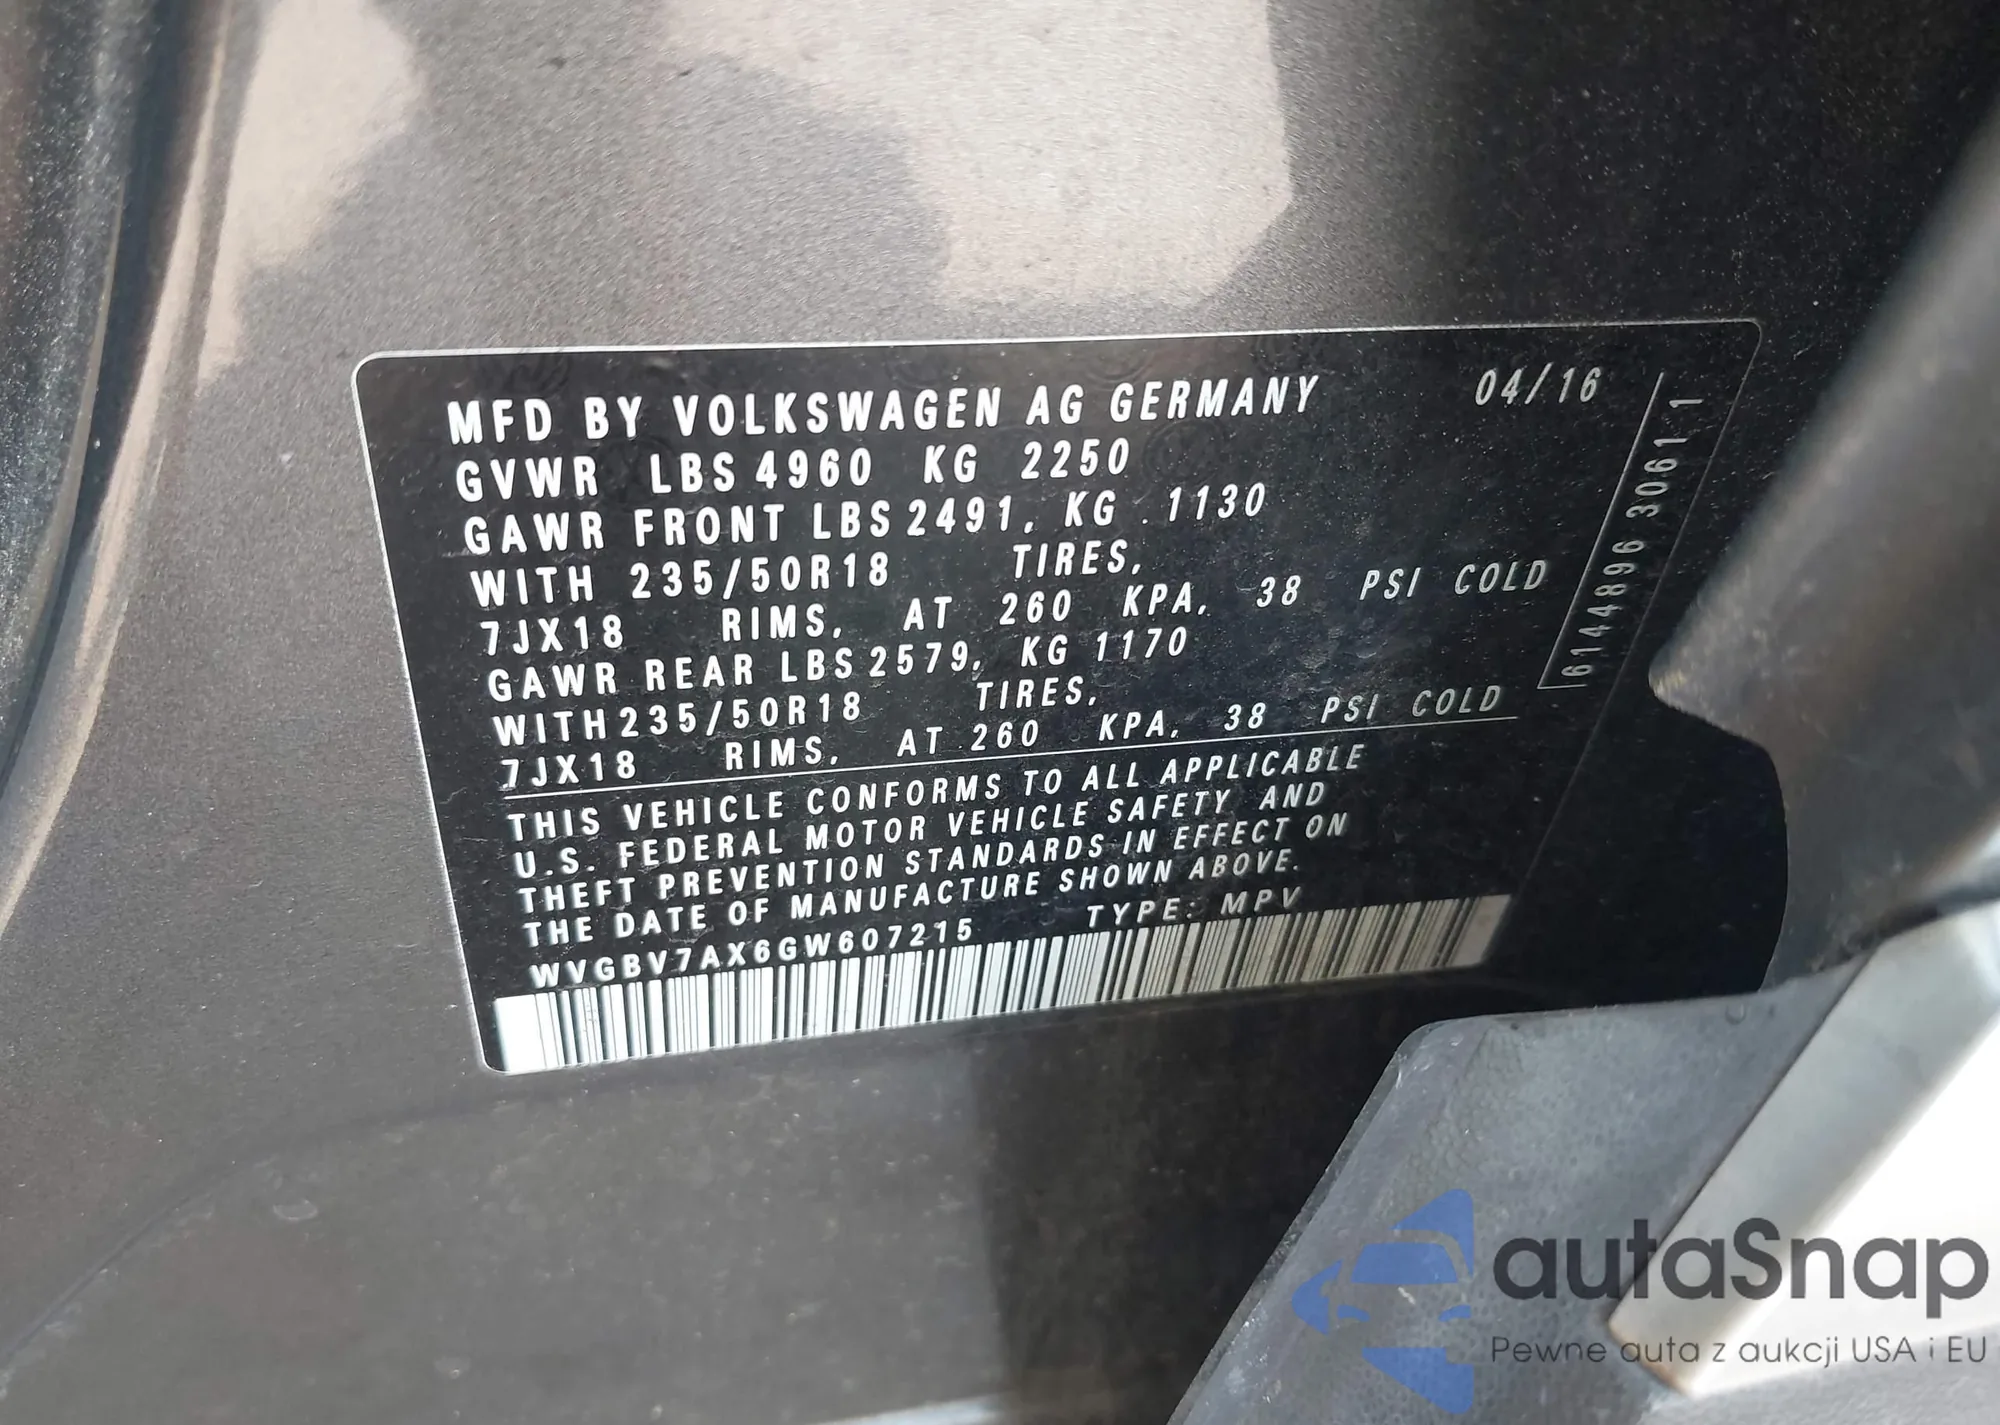 MFD BY VOLKSWAGEN AG GERMANY 04/16
GVWR LBS 4960 KG 2250
GAWR FRONT LBS 2491, KG . 1130
WITH 235/50R18 TIRES,
7JX18 RIMS, AT 260 KPA, 38 PSI COLD
GAWR REAR LBS 2579, KG 1170
WITH 235/50R18 TIRES,
7JX18 RIMS, AT 260 KPA, 38 PSI COLD
THIS VEHICLE CONFORMS TO ALL APPLICABLE
U.S. FEDERAL MOTOR VEHICLE SAFETY AND
THEFT PREVENTION STANDARDS IN EFFECT ON
THE DATE OF MANUFACTURE SHOWN ABOVE.
WVGBV7AX6GW607215 TYPE: MPV
6144896 3061 1
autaSnap
Pewne auta z aukcji USA i EU